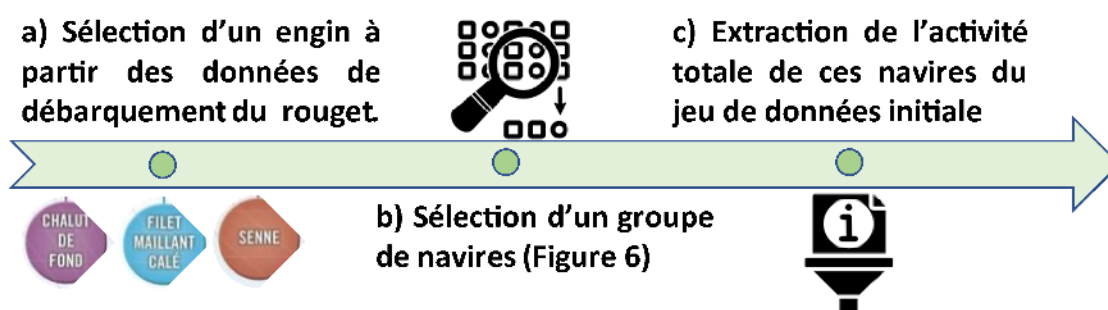 a) Sélection d'un engin à
partir des données de
débarquement du rouget.
CHALUT
DE
FOND
FILET
MAILLANT
CALÉ
SENNE
b) Sélection d'un groupe
de navires (Figure 6)
c) Extraction de l'activité
totale de ces navires du
jeu de données initiale
i